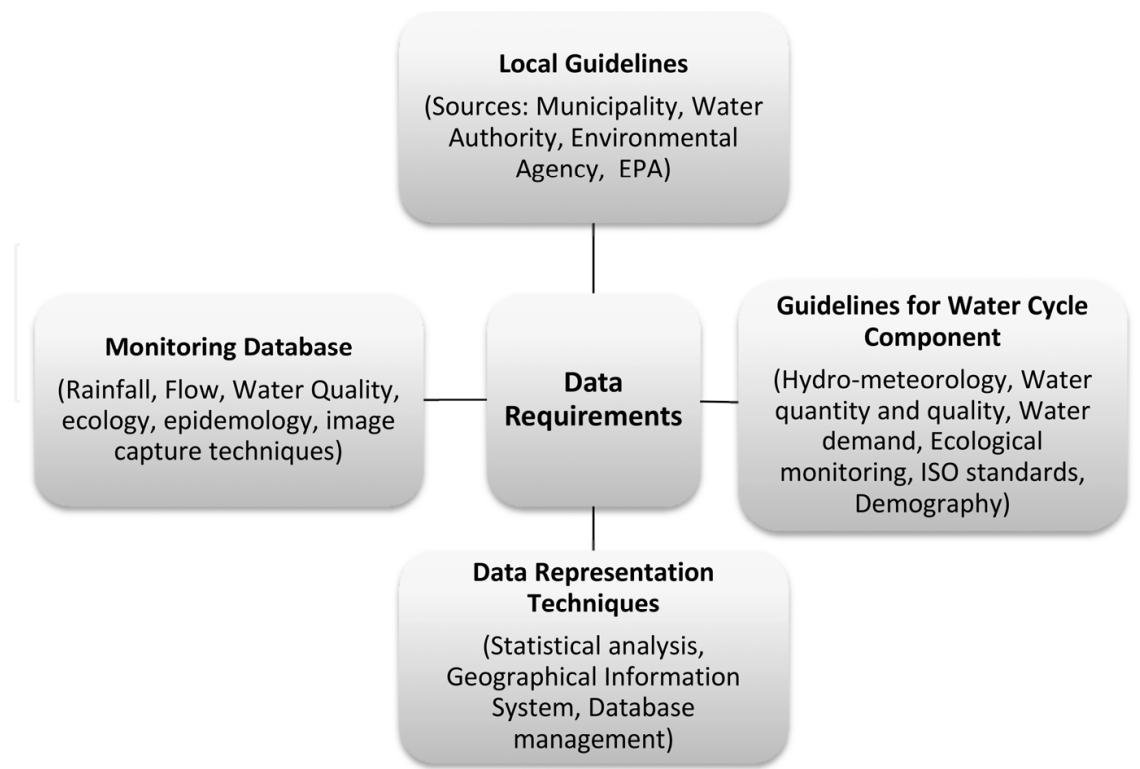 Local Guidelines
(Sources: Municipality, Water
Authority, Environmental
Agency,  EPA)
Monitoring Database
(Rainfall, Flow, Water Quality,
ecology, epidemology, image
capture techniques)
Data
Requirements
Guidelines for Water Cycle
Component
(Hydro-meteorology, Water
quantity and quality, Water
demand, Ecological
monitoring, ISO standards,
Demography)
Data Representation
Techniques
(Statistical analysis,
Geographical Information
System, Database
management)